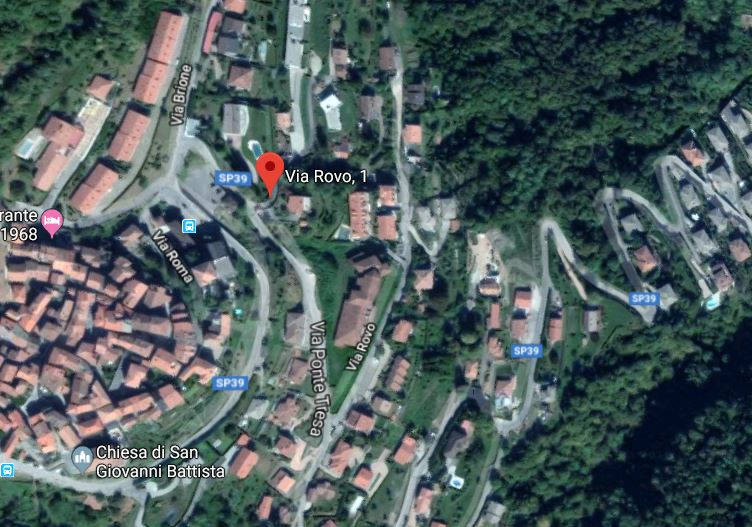 Via Brione
SP39
Via Rovo, 1
rante
1968
Via Roma
SP39
Via Ponte Tresa
Via Rovo
SP39
SP39
Chiesa di San
Giovanni Battista